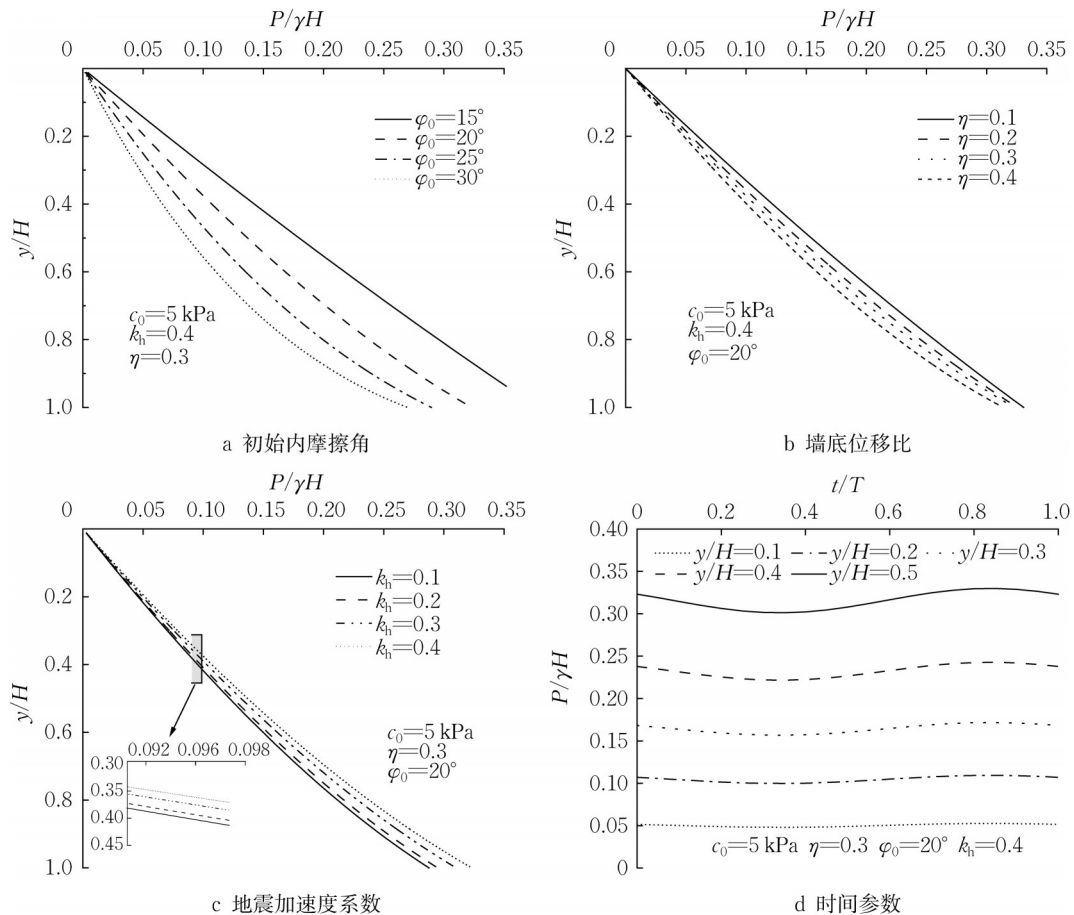 P/γH
0 0.05 0.10 0.15 0.20 0.25 0.30 0.35
φ₀=15°
φ₀=20°
φ₀=25°
φ₀=30°
y/H
0.2
0.4
0.6
0.8
1.0
c₀=5 kPa
kₕ=0.4
η=0.3
a 初始内摩擦角
P/γH
0 0.05 0.10 0.15 0.20 0.25 0.30 0.35
η=0.1
η=0.2
η=0.3
η=0.4
y/H
0.2
0.4
0.6
0.8
1.0
c₀=5 kPa
kₕ=0.4
φ₀=20°
b 墙底位移比
P/γH
0 0.05 0.10 0.15 0.20 0.25 0.30 0.35
kₕ=0.1
kₕ=0.2
kₕ=0.3
kₕ=0.4
y/H
0.2
0.4
0.6
0.8
1.0
c₀=5 kPa
η=0.3
φ₀=20°
0.092 0.096 0.098
0.30
0.35
0.40
0.45
c 地震加速度系数
t/T
0 0.2 0.4 0.6 0.8 1.0
y/H=0.1 y/H=0.2 y/H=0.3
y/H=0.4 y/H=0.5
P/γH
0.40
0.35
0.30
0.25
0.20
0.15
0.10
0.05
0
c₀=5 kPa η=0.3 φ₀=20° kₕ=0.4
d 时间参数